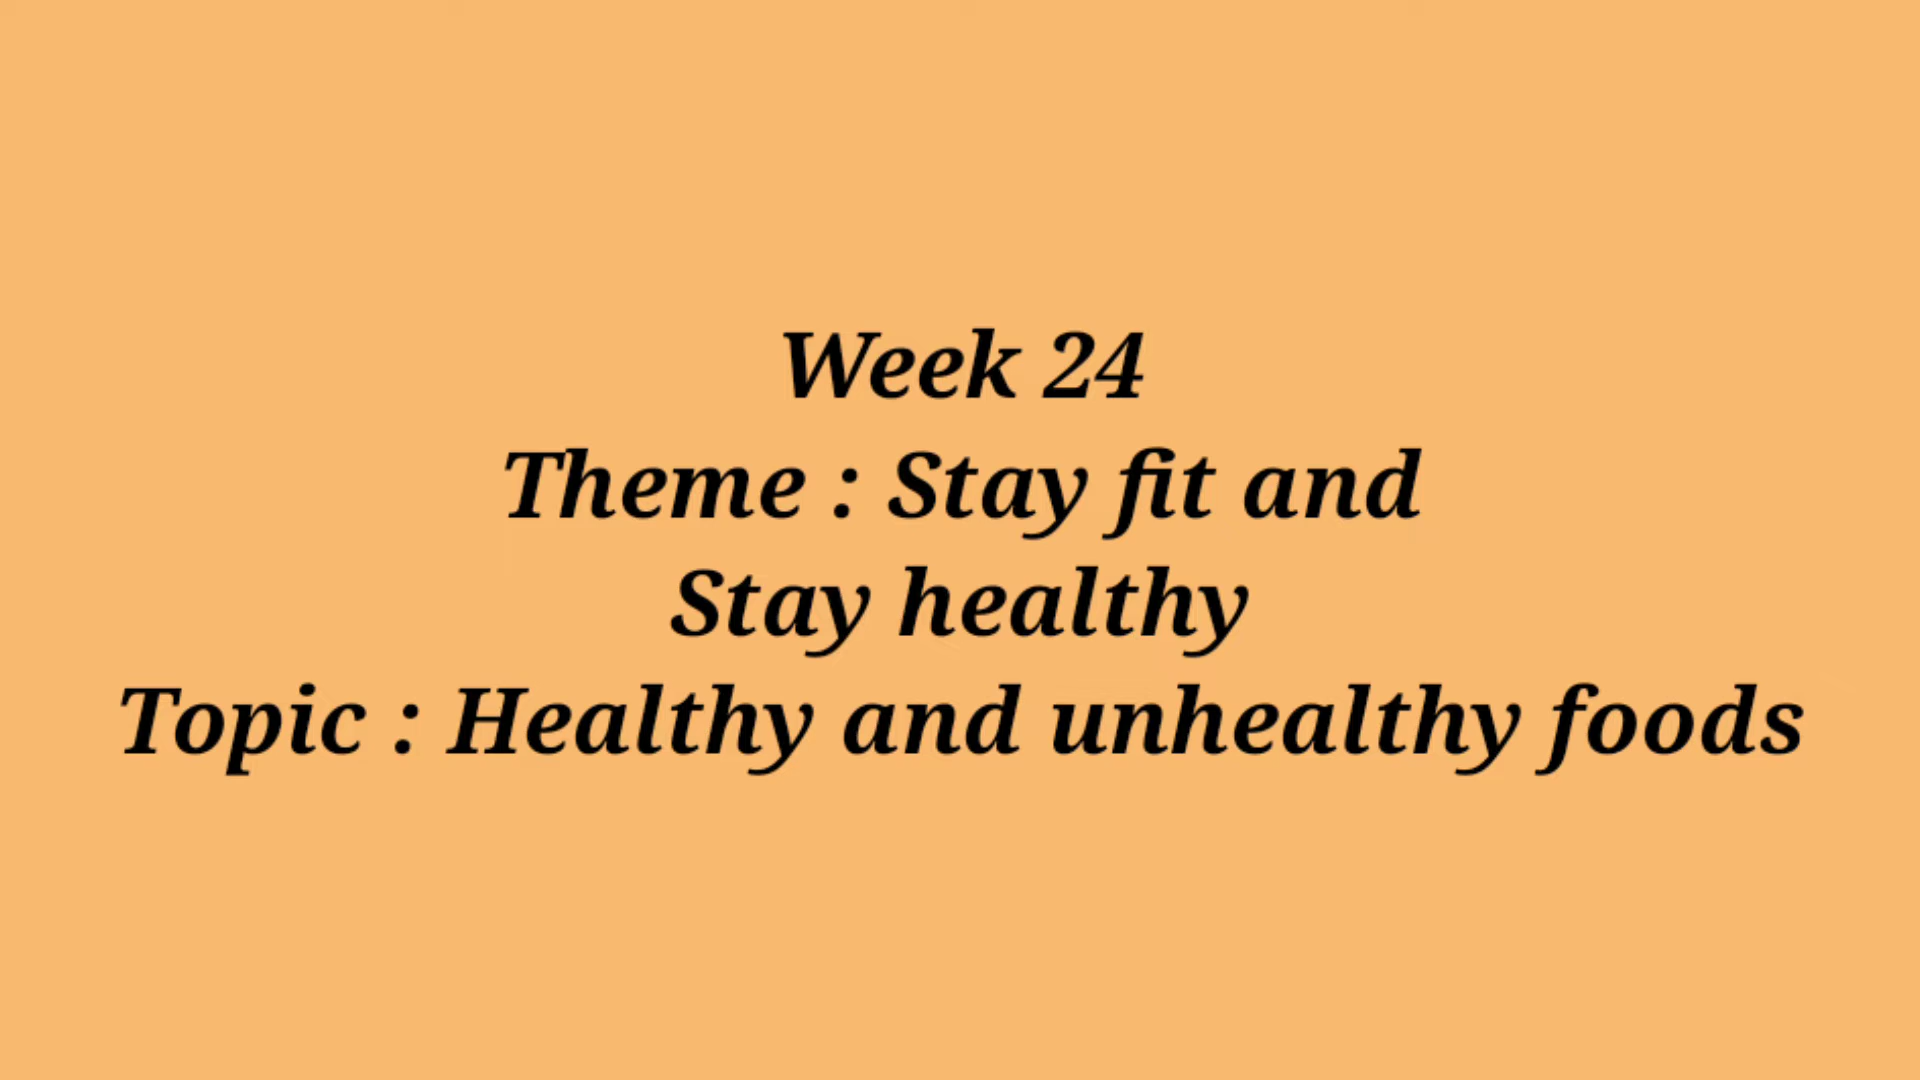 Week 24
Theme : Stay fit and
Stay healthy
Topic : Healthy and unhealthy foods